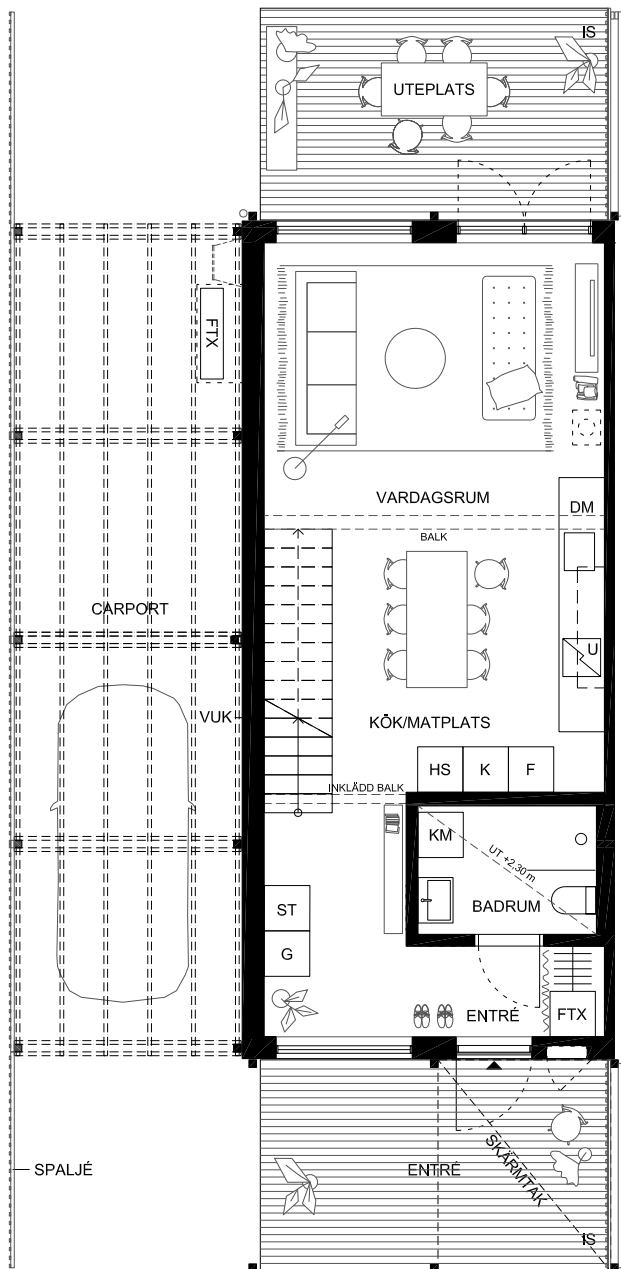 IS
UTEPLATS
FTX
VARDAGSRUM
DM
BALK
CARPORT
U
VUK
KÖK/MATPLATS
HS K F
INKLÄDD BALK
KM
UT +2,30 m
ST
BADRUM
G
ENTRÉ
FTX
SPALJÉ
ENTRÉ
SKÄRMTAK
IS